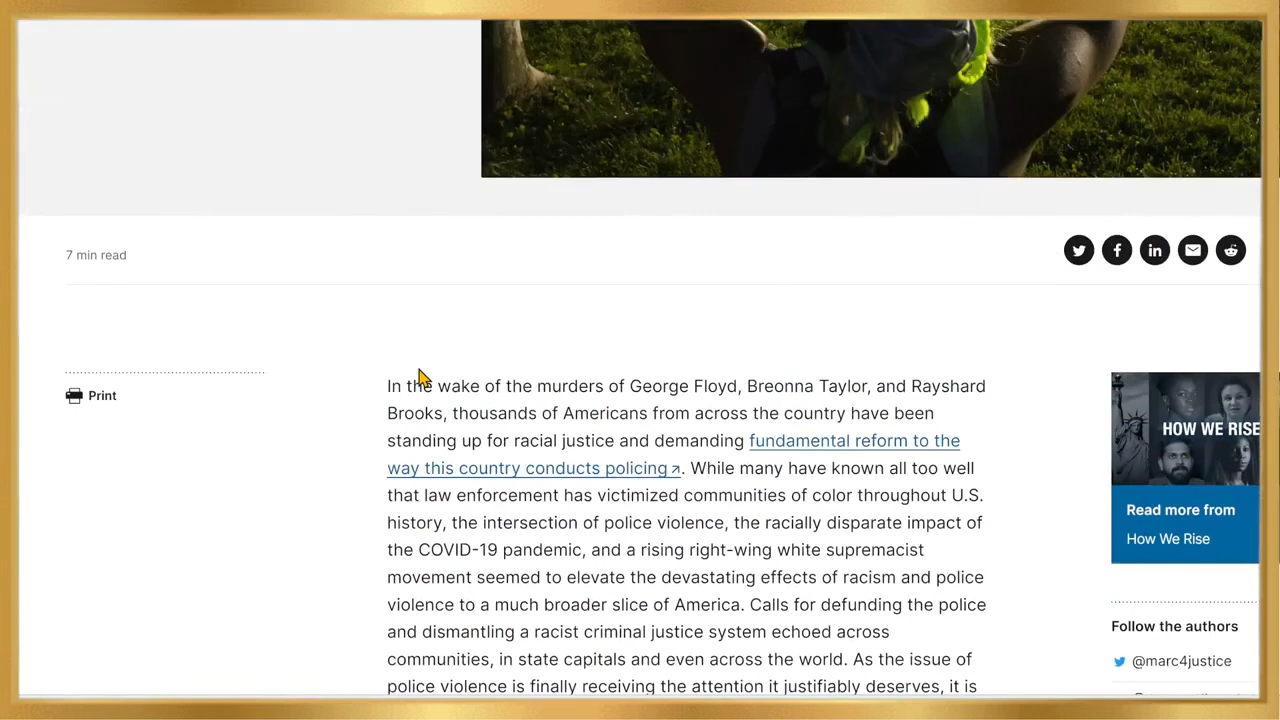 7 min read
Print
In the wake of the murders of George Floyd, Breonna Taylor, and Rayshard
Brooks, thousands of Americans from across the country have been
standing up for racial justice and demanding fundamental reform to the
way this country conducts policing. While many have known all too well
that law enforcement has victimized communities of color throughout U.S.
history, the intersection of police violence, the racially disparate impact of
the COVID-19 pandemic, and a rising right-wing white supremacist
movement seemed to elevate the devastating effects of racism and police
violence to a much broader slice of America. Calls for defunding the police
and dismantling a racist criminal justice system echoed across
communities, in state capitals and even across the world. As the issue of
police violence is finally receiving the attention it justifiably deserves, it is
HOW WE RISE
Read more from
How We Rise
Follow the authors
@marc4justice